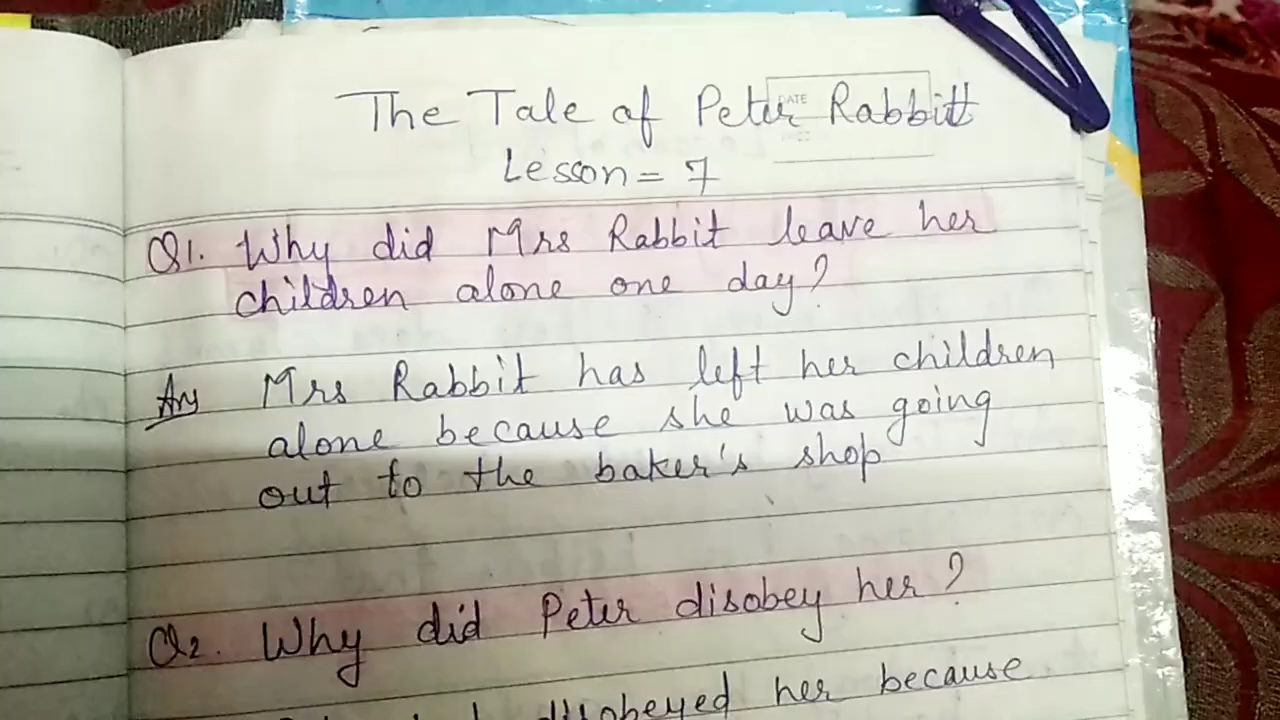 The Tale of Peter Rabbitt
DATE
Lesson = 7
Q1. Why did Mrs Rabbit leave her
children alone one day?
Ans Mrs Rabbit has left her children
alone because she was going
out to the baker's shop
Q2. Why did Peter disobey her?
disobeyed her because